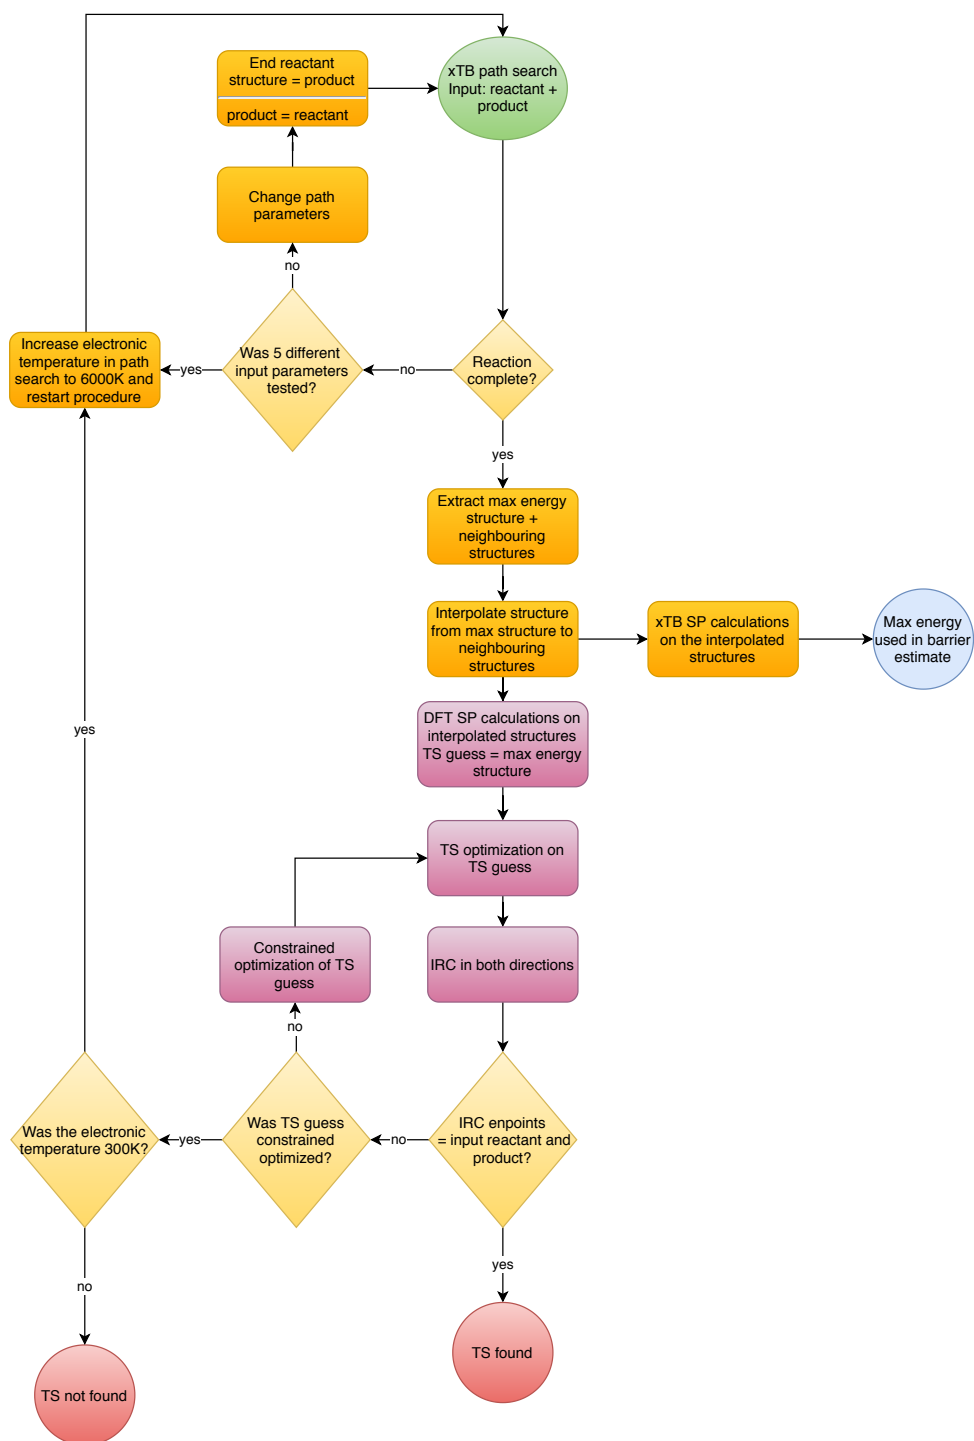 End reactant
structure = product
product = reactant
xTB path search
Input: reactant +
product
Change path
parameters
no
Increase electronic
temperature in path
search to 6000K and
restart procedure
yes
Was 5 different
input parameters
tested?
no
Reaction
complete?
yes
Extract max energy
structure +
neighbouring
structures
Interpolate structure
from max structure to
neighbouring
structures
xTB SP calculations
on the interpolated
structures
Max energy
used in barrier
estimate
DFT SP calculations on
interpolated structures
TS guess = max energy
structure
yes
TS optimization on
TS guess
Constrained
optimization of TS
guess
IRC in both directions
no
Was the electronic
temperature 300K?
yes
Was TS guess
constrained
optimized?
no
IRC enpoints
= input reactant and
product?
no
yes
TS not found
TS found